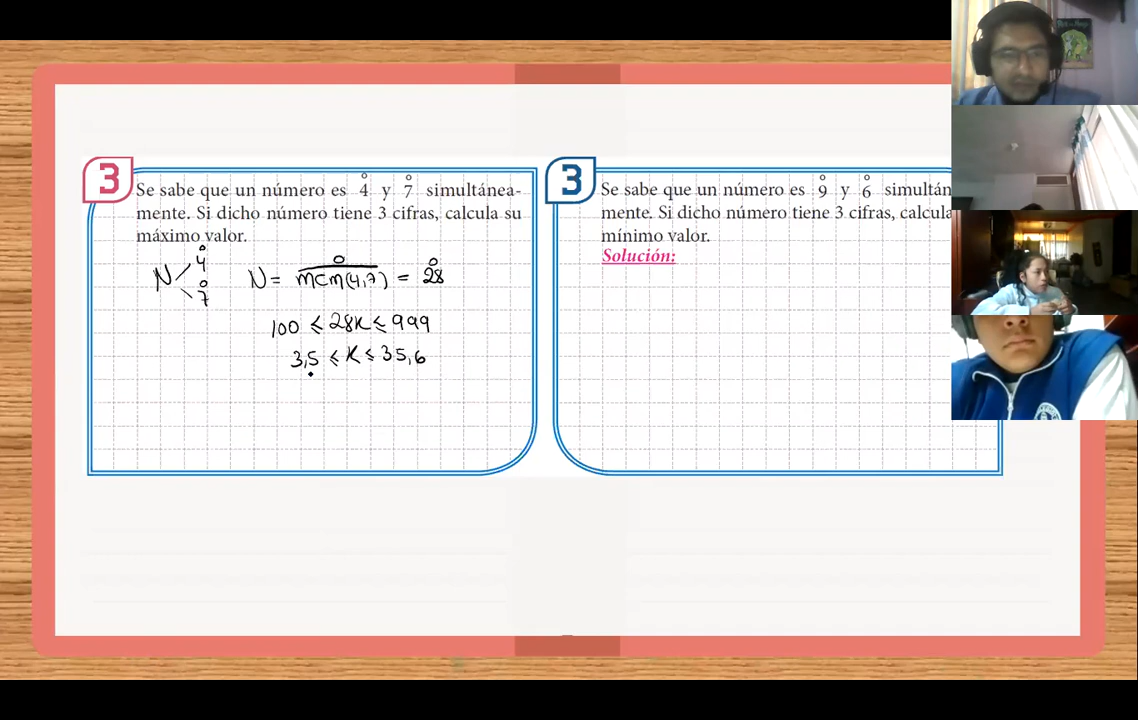 3
Se sabe que un número es 4° y 7° simultánea-
mente. Si dicho número tiene 3 cifras, calcula su
máximo valor.
N 4°
7°
N = mcm(4,7)° = 28°
100 ≤ 28K ≤ 999
3,5 ≤ K ≤ 35,6
3
Se sabe que un número es 9° y 6° simultán
mente. Si dicho número tiene 3 cifras, calcula
mínimo valor.
Solución: